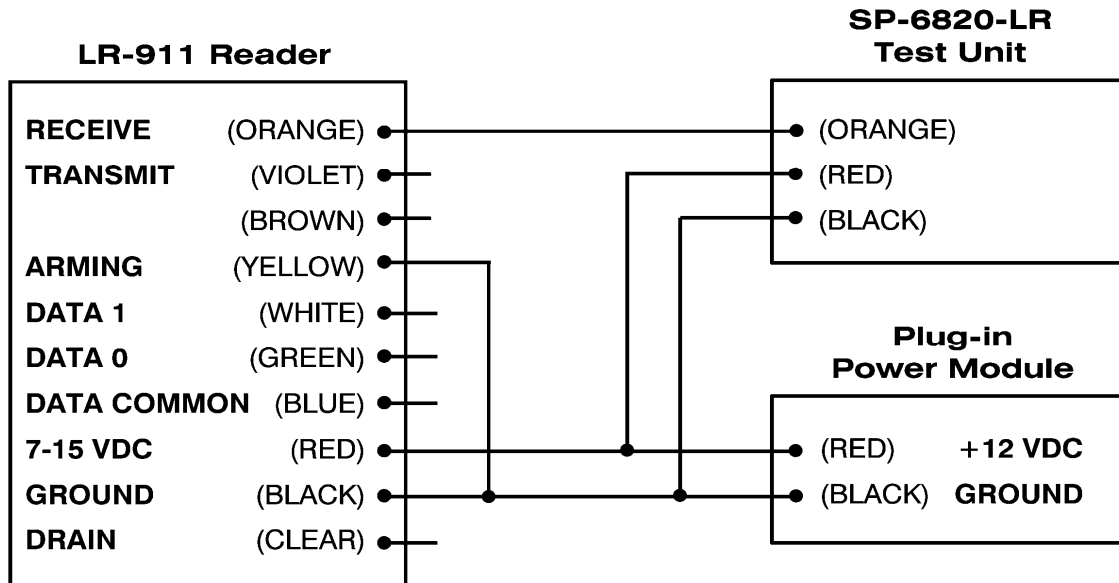 LR-911 Reader
RECEIVE (ORANGE)
TRANSMIT (VIOLET)
(BROWN)
ARMING (YELLOW)
DATA 1 (WHITE)
DATA 0 (GREEN)
DATA COMMON (BLUE)
7-15 VDC (RED)
GROUND (BLACK)
DRAIN (CLEAR)
SP-6820-LR
Test Unit
(ORANGE)
(RED)
(BLACK)
Plug-in
Power Module
(RED) +12 VDC
(BLACK) GROUND